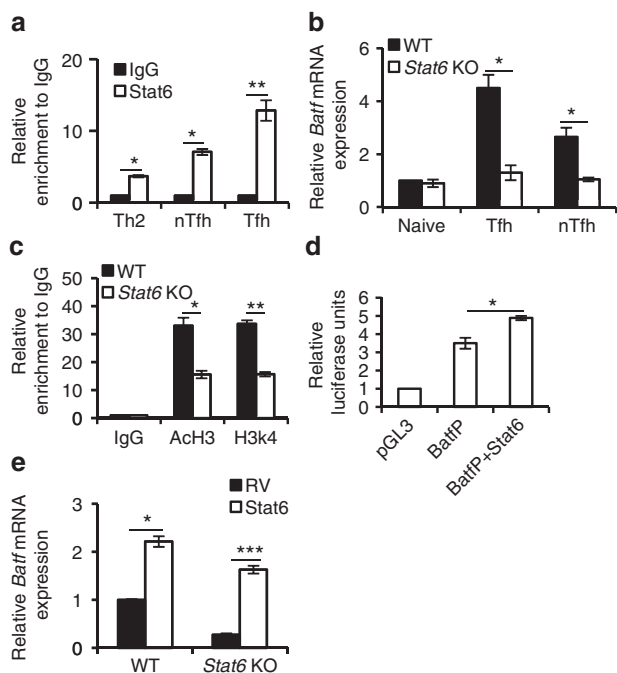 a
Relative
enrichment to IgG
20
10
0
IgG
Stat6
*
*
**
Th2 nTfh Tfh
b
Relative Batf mRNA
expression
6
4
2
0
WT
Stat6 KO
*
*
Naive Tfh nTfh
c
Relative
enrichment to IgG
50
40
30
20
10
0
WT
Stat6 KO
*
**
IgG AcH3 H3k4
d
Relative
luciferase units
6
5
4
3
2
1
0
*
pGL3
BatfP
BatfP+Stat6
e
Relative Batf mRNA
expression
3
2
1
0
RV
Stat6
*
***
WT Stat6 KO